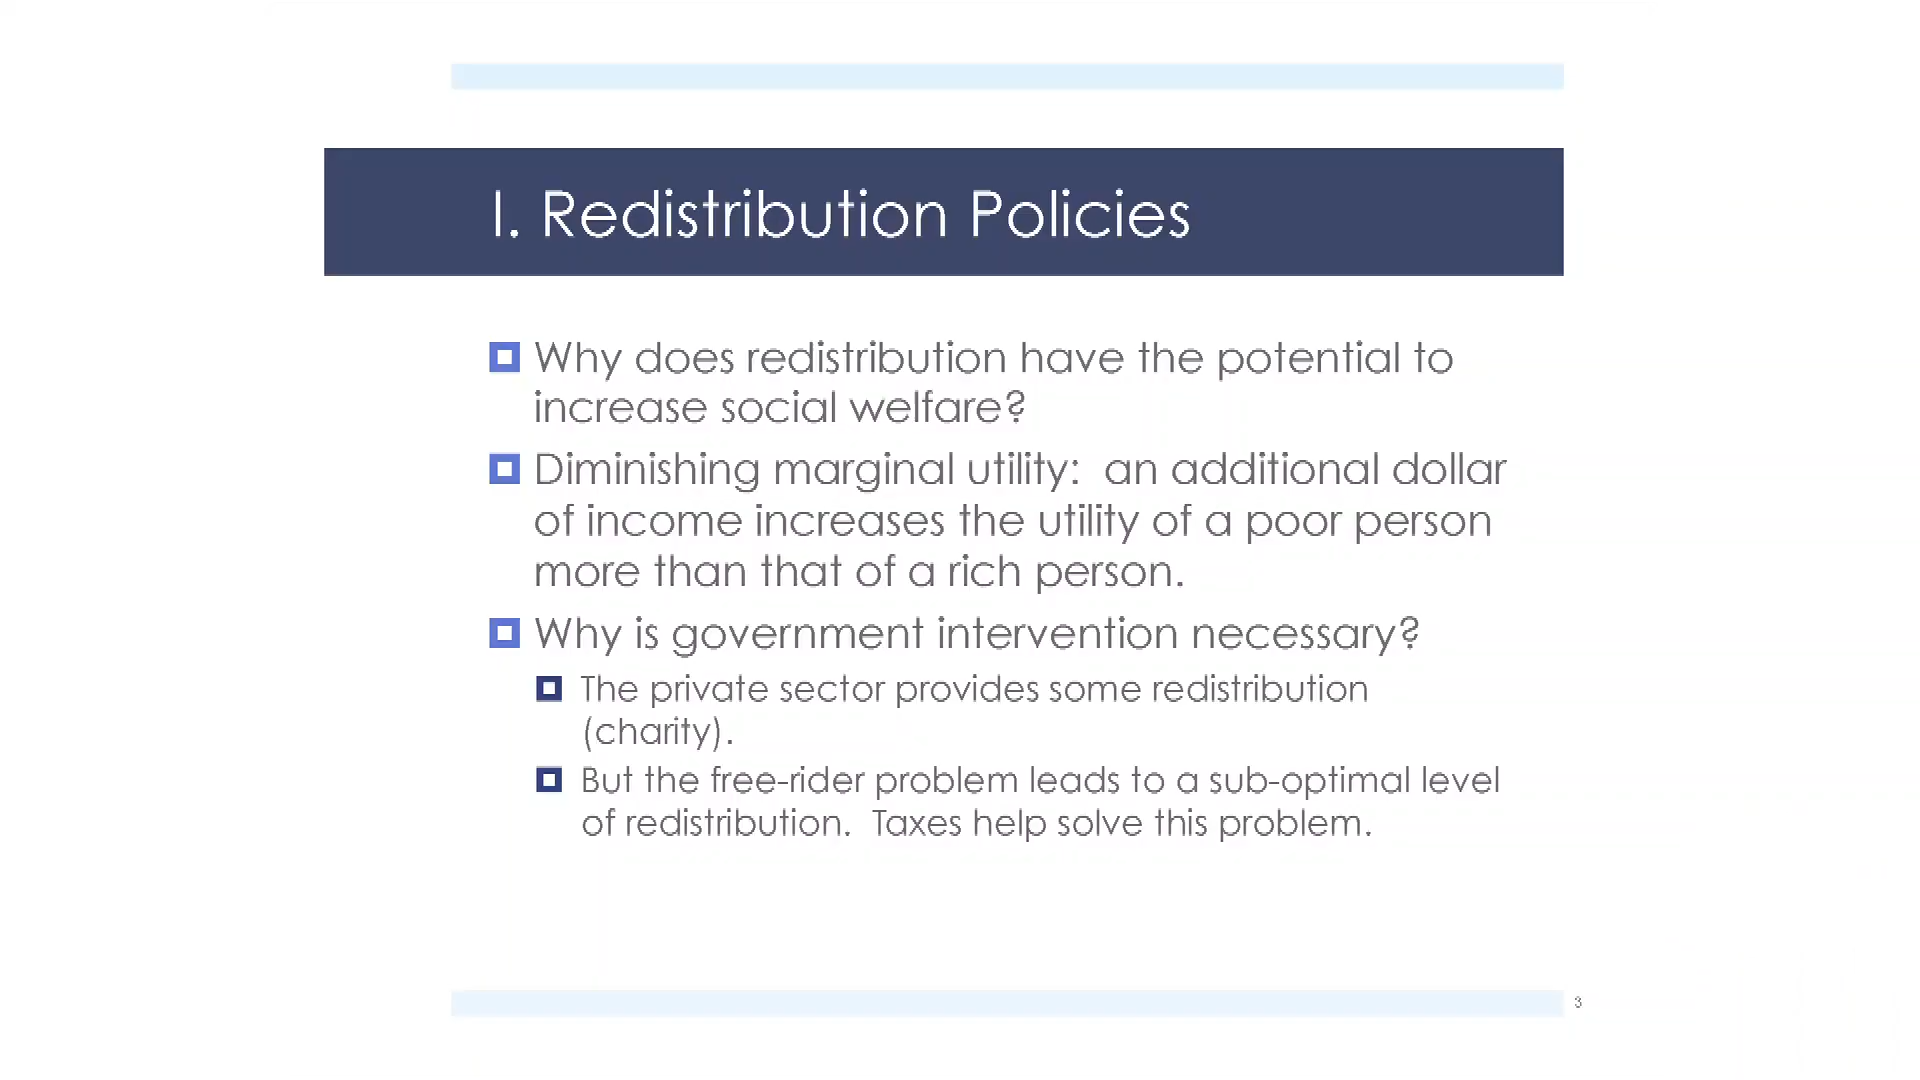 I. Redistribution Policies
Why does redistribution have the potential to
increase social welfare?
Diminishing marginal utility:  an additional dollar
of income increases the utility of a poor person
more than that of a rich person.
Why is government intervention necessary?
The private sector provides some redistribution
(charity).
But the free-rider problem leads to a sub-optimal level
of redistribution.  Taxes help solve this problem.
3